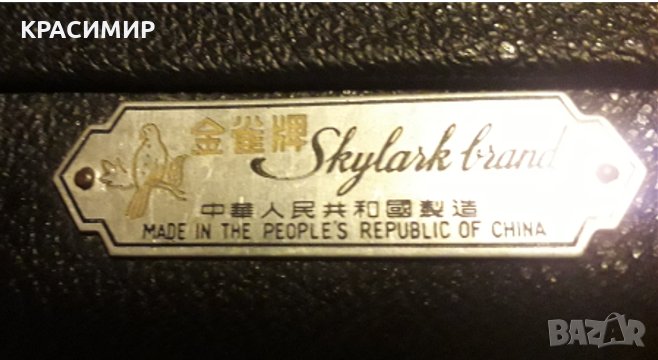 КРАСИМИР
金雀牌 Skylark brand
中華人民共和國製造
MADE IN THE PEOPLE'S REPUBLIC OF CHINA
BAZAR